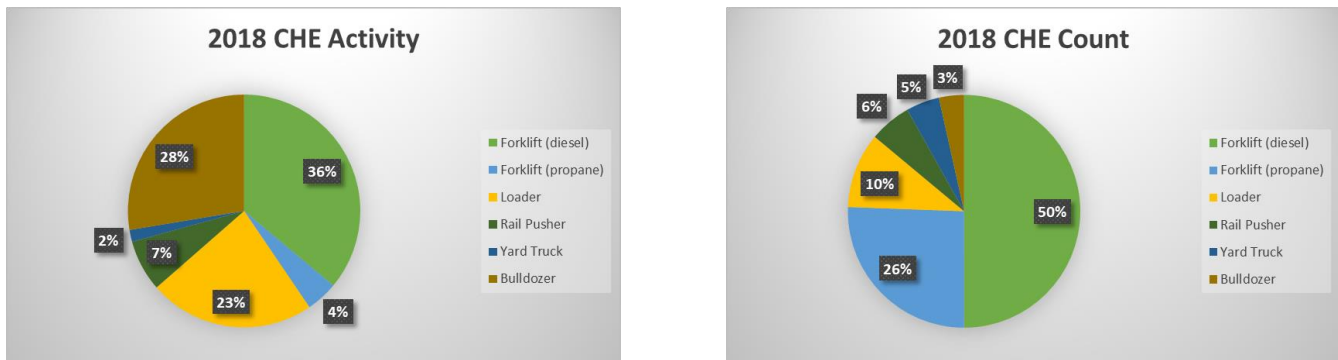 2018 CHE Activity
28%
36%
2%
7%
23%
4%
Forklift (diesel)
Forklift (propane)
Loader
Rail Pusher
Yard Truck
Bulldozer
2018 CHE Count
3%
5%
6%
10%
50%
26%
Forklift (diesel)
Forklift (propane)
Loader
Rail Pusher
Yard Truck
Bulldozer